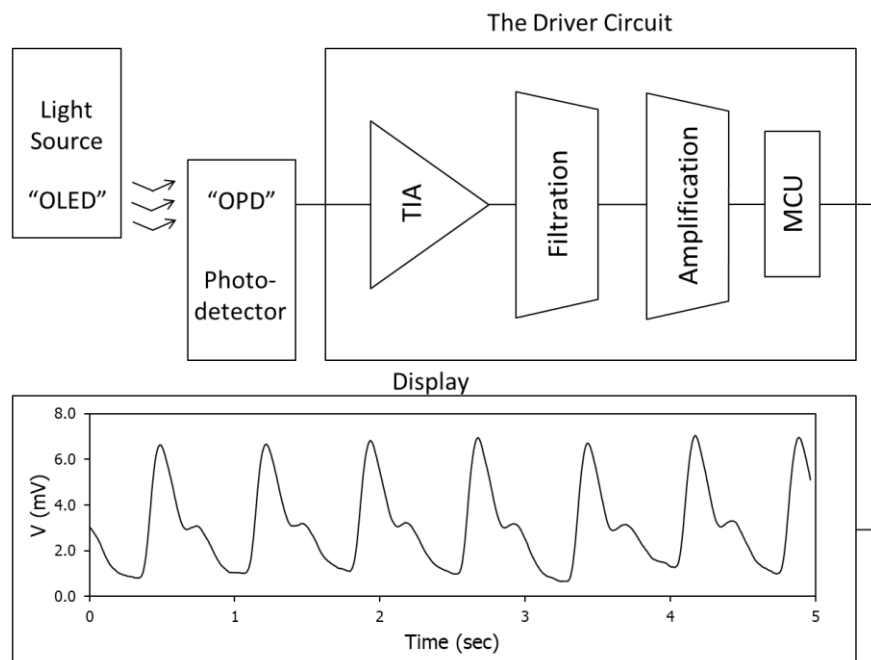 The Driver Circuit
Light
Source
“OLED”
“OPD”
Photo-
detector
TIA
Filtration
Amplification
MCU
Display
V (mV)
8.0
6.0
4.0
2.0
0.0
0
1
2
3
4
5
Time (sec)